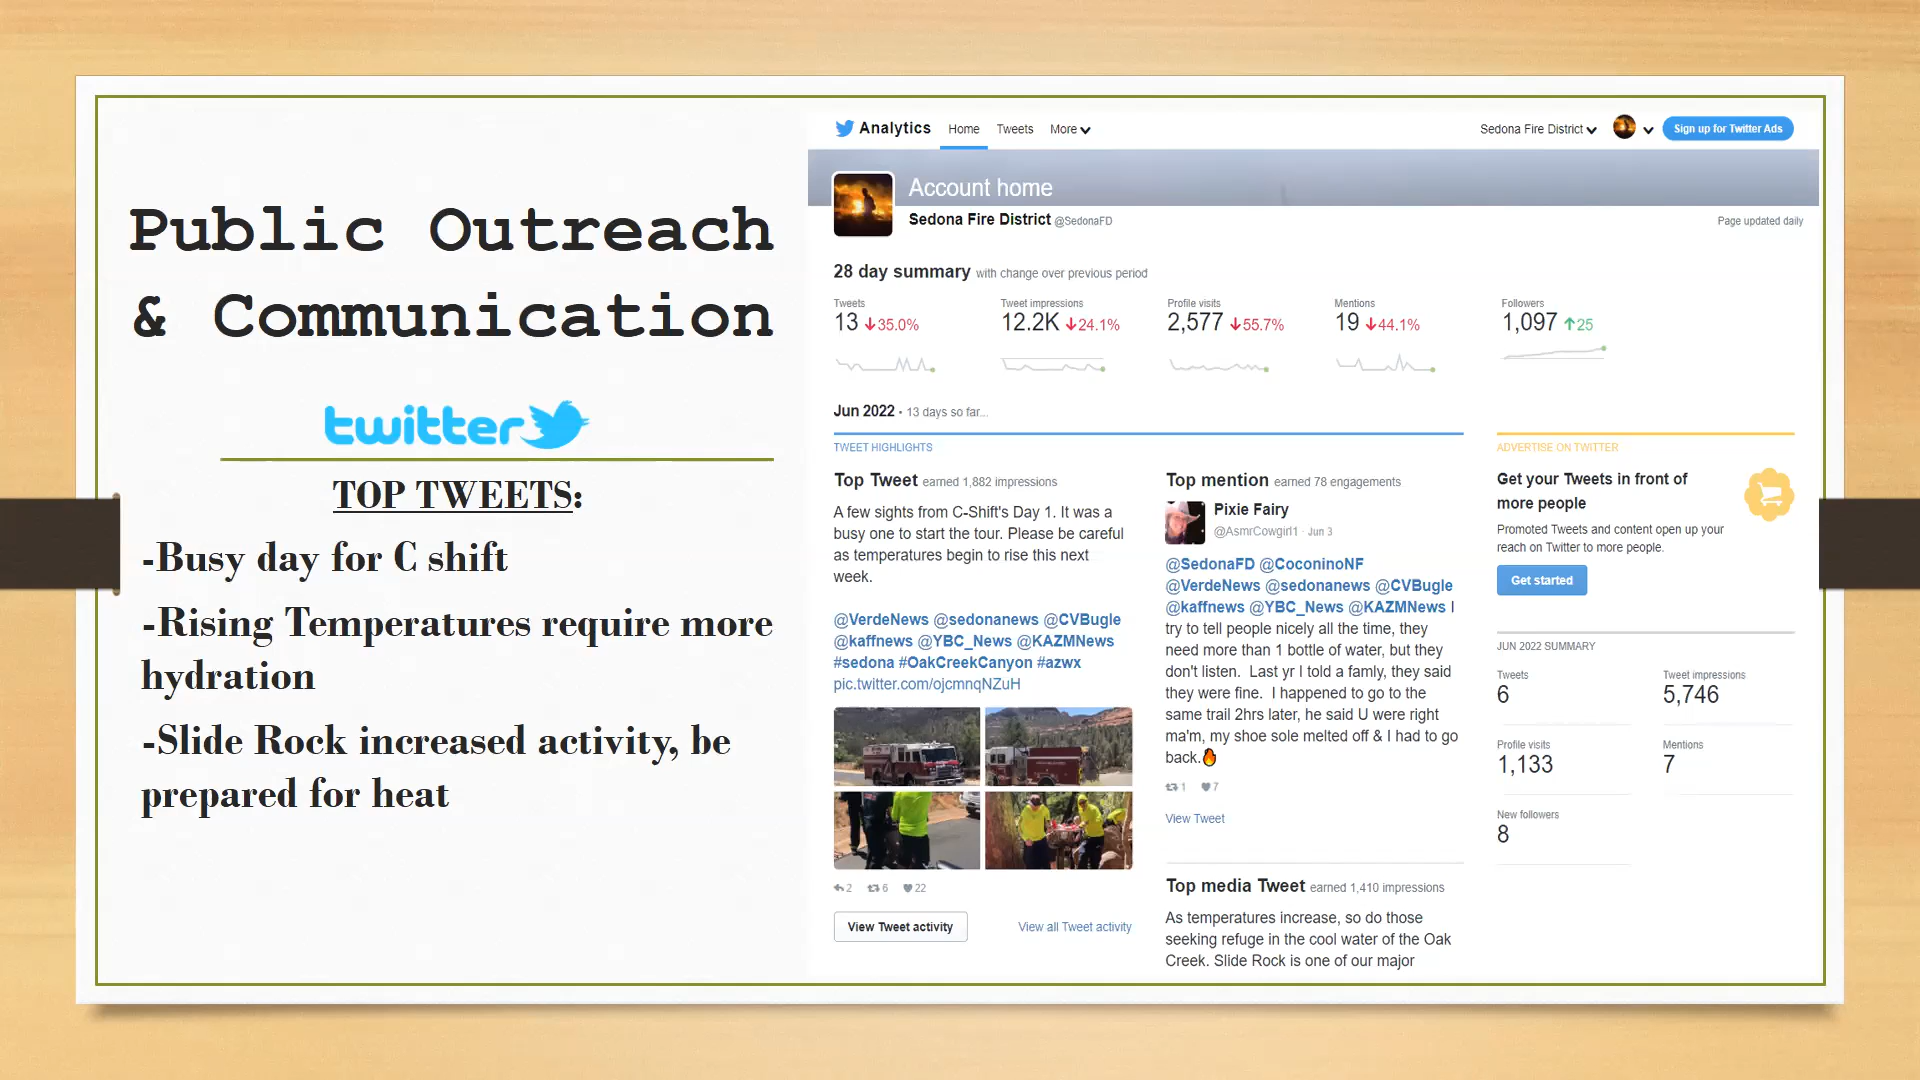 Public Outreach
& Communication
twitter
TOP TWEETS:
-Busy day for C shift
-Rising Temperatures require more
hydration
-Slide Rock increased activity, be
prepared for heat
Analytics Home Tweets More
Sedona Fire District Sign up for Twitter Ads
Account home
Sedona Fire District @SedonaFD
Page updated daily
28 day summary with change over previous period
Tweets
13 ↓35.0%
Tweet impressions
12.2K ↓24.1%
Profile visits
2,577 ↓55.7%
Mentions
19 ↓44.1%
Followers
1,097 ↑25
Jun 2022 • 13 days so far...
TWEET HIGHLIGHTS
Top Tweet earned 1,882 impressions
A few sights from C-Shift's Day 1. It was a
busy one to start the tour. Please be careful
as temperatures begin to rise this next
week.
@VerdeNews @sedonanews @CVBugle
@kaffnews @YBC_News @KAZMNews
#sedona #OakCreekCanyon #azwx
pic.twitter.com/ojcmnqNZuH
2 6 22
View Tweet activity
View all Tweet activity
Top mention earned 78 engagements
Pixie Fairy
@AsmrCowgirl1 · Jun 3
@SedonaFD @CoconinoNF
@VerdeNews @sedonanews @CVBugle
@kaffnews @YBC_News @KAZMNews I
try to tell people nicely all the time, they
need more than 1 bottle of water, but they
don't listen. Last yr I told a famly, they said
they were fine. I happened to go to the
same trail 2hrs later, he said U were right
ma'm, my shoe sole melted off & I had to go
back.🔥
1 7
View Tweet
Top media Tweet earned 1,410 impressions
As temperatures increase, so do those
seeking refuge in the cool water of the Oak
Creek. Slide Rock is one of our major
ADVERTISE ON TWITTER
Get your Tweets in front of
more people
Promoted Tweets and content open up your
reach on Twitter to more people.
Get started
JUN 2022 SUMMARY
Tweets
6
Tweet impressions
5,746
Profile visits
1,133
Mentions
7
New followers
8